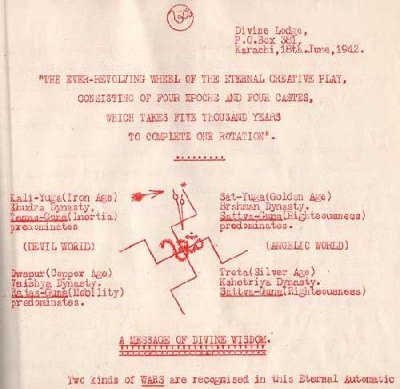 Divine Lodge,
P.O.Box 381,
Karachi,18th.June,1942.
"THE EVER-REVOLVING WHEEL OF THE ETERNAL CREATIVE PLAY,
CONSISTING OF FOUR EPOCHS AND FOUR CASTES,
WHICH TAKES FIVE THOUSAND YEARS
TO COMPLETE ONE ROTATION".
Kali-Yuga(Iron Age)
Shudra Dynasty.
Tamas-Guna(Inertia)
predominates
(DEVIL WORLD)
Sat-Yuga(Golden Age)
Brahman Dynasty.
Sattva-Guna(Righteousness)
predominates.
(ANGELIC WORLD)
Dwapur(Copper Age)
Vaishya Dynasty.
Rajas-Guna(Mobility)
predominates.
Treta(Silver Age)
Kshetriya Dynasty.
Sattva-Guna(Righteousness)
A MESSAGE OF DIVINE WISDOM.
Two kinds of WARS are recognised in this Eternal Automatic